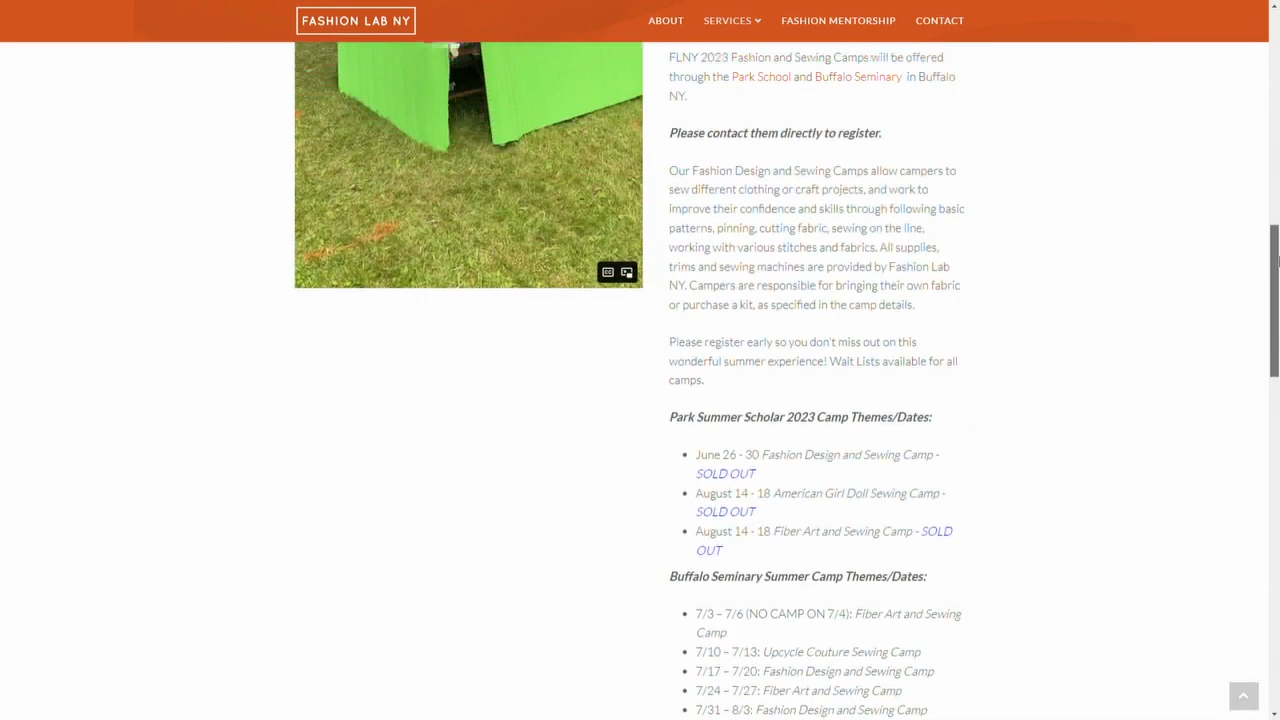 FASHION LAB NY
ABOUT SERVICES FASHION MENTORSHIP CONTACT
FLNY 2023 Fashion and Sewing Camps will be offered
through the Park School and Buffalo Seminary in Buffalo
NY.
Please contact them directly to register.
Our Fashion Design and Sewing Camps allow campers to
sew different clothing or craft projects, and work to
improve their confidence and skills through following basic
patterns, pinning, cutting fabric, sewing on the line,
working with various stitches and fabrics. All supplies,
trims and sewing machines are provided by Fashion Lab
NY. Campers are responsible for bringing their own fabric
or purchase a kit, as specified in the camp details.
Please register early so you don't miss out on this
wonderful summer experience! Wait Lists available for all
camps.
Park Summer Scholar 2023 Camp Themes/Dates:
June 26 - 30 Fashion Design and Sewing Camp -
SOLD OUT
August 14 - 18 American Girl Doll Sewing Camp -
SOLD OUT
August 14 - 18 Fiber Art and Sewing Camp - SOLD
OUT
Buffalo Seminary Summer Camp Themes/Dates:
7/3 – 7/6 (NO CAMP ON 7/4): Fiber Art and Sewing
Camp
7/10 – 7/13: Upcycle Couture Sewing Camp
7/17 – 7/20: Fashion Design and Sewing Camp
7/24 – 7/27: Fiber Art and Sewing Camp
7/31 – 8/3: Fashion Design and Sewing Camp
CC